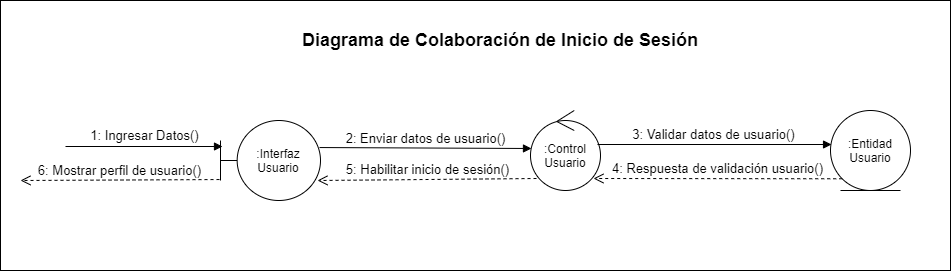 Diagrama de Colaboración de Inicio de Sesión
1: Ingresar Datos()
2: Enviar datos de usuario()
3: Validar datos de usuario()
:Interfaz
Usuario
:Control
Usuario
:Entidad
Usuario
6: Mostrar perfil de usuario()
5: Habilitar inicio de sesión()
4: Respuesta de validación usuario()